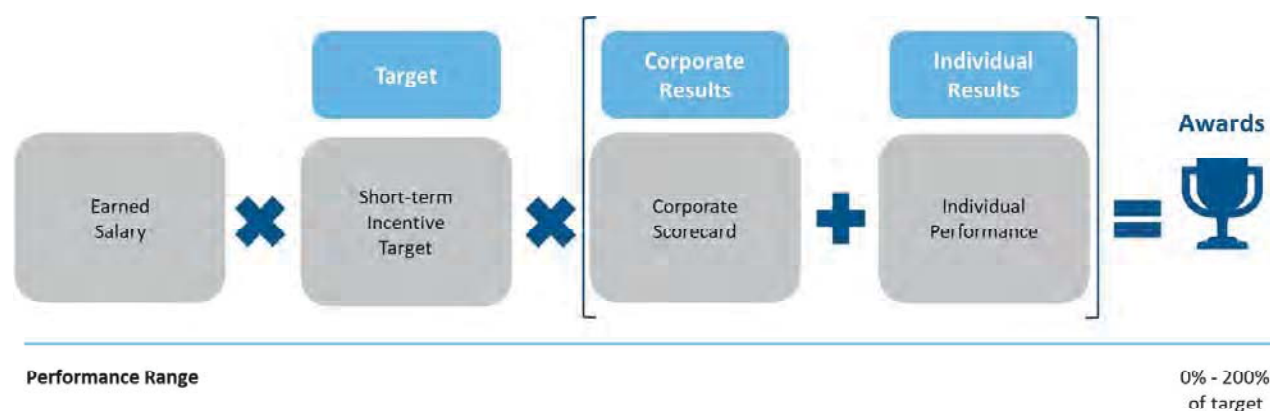 Target
Corporate
Results
Individual
Results
Awards
Earned
Salary
Short-term
Incentive
Target
Corporate
Scorecard
Individual
Performance
Performance Range
0% - 200%
of target